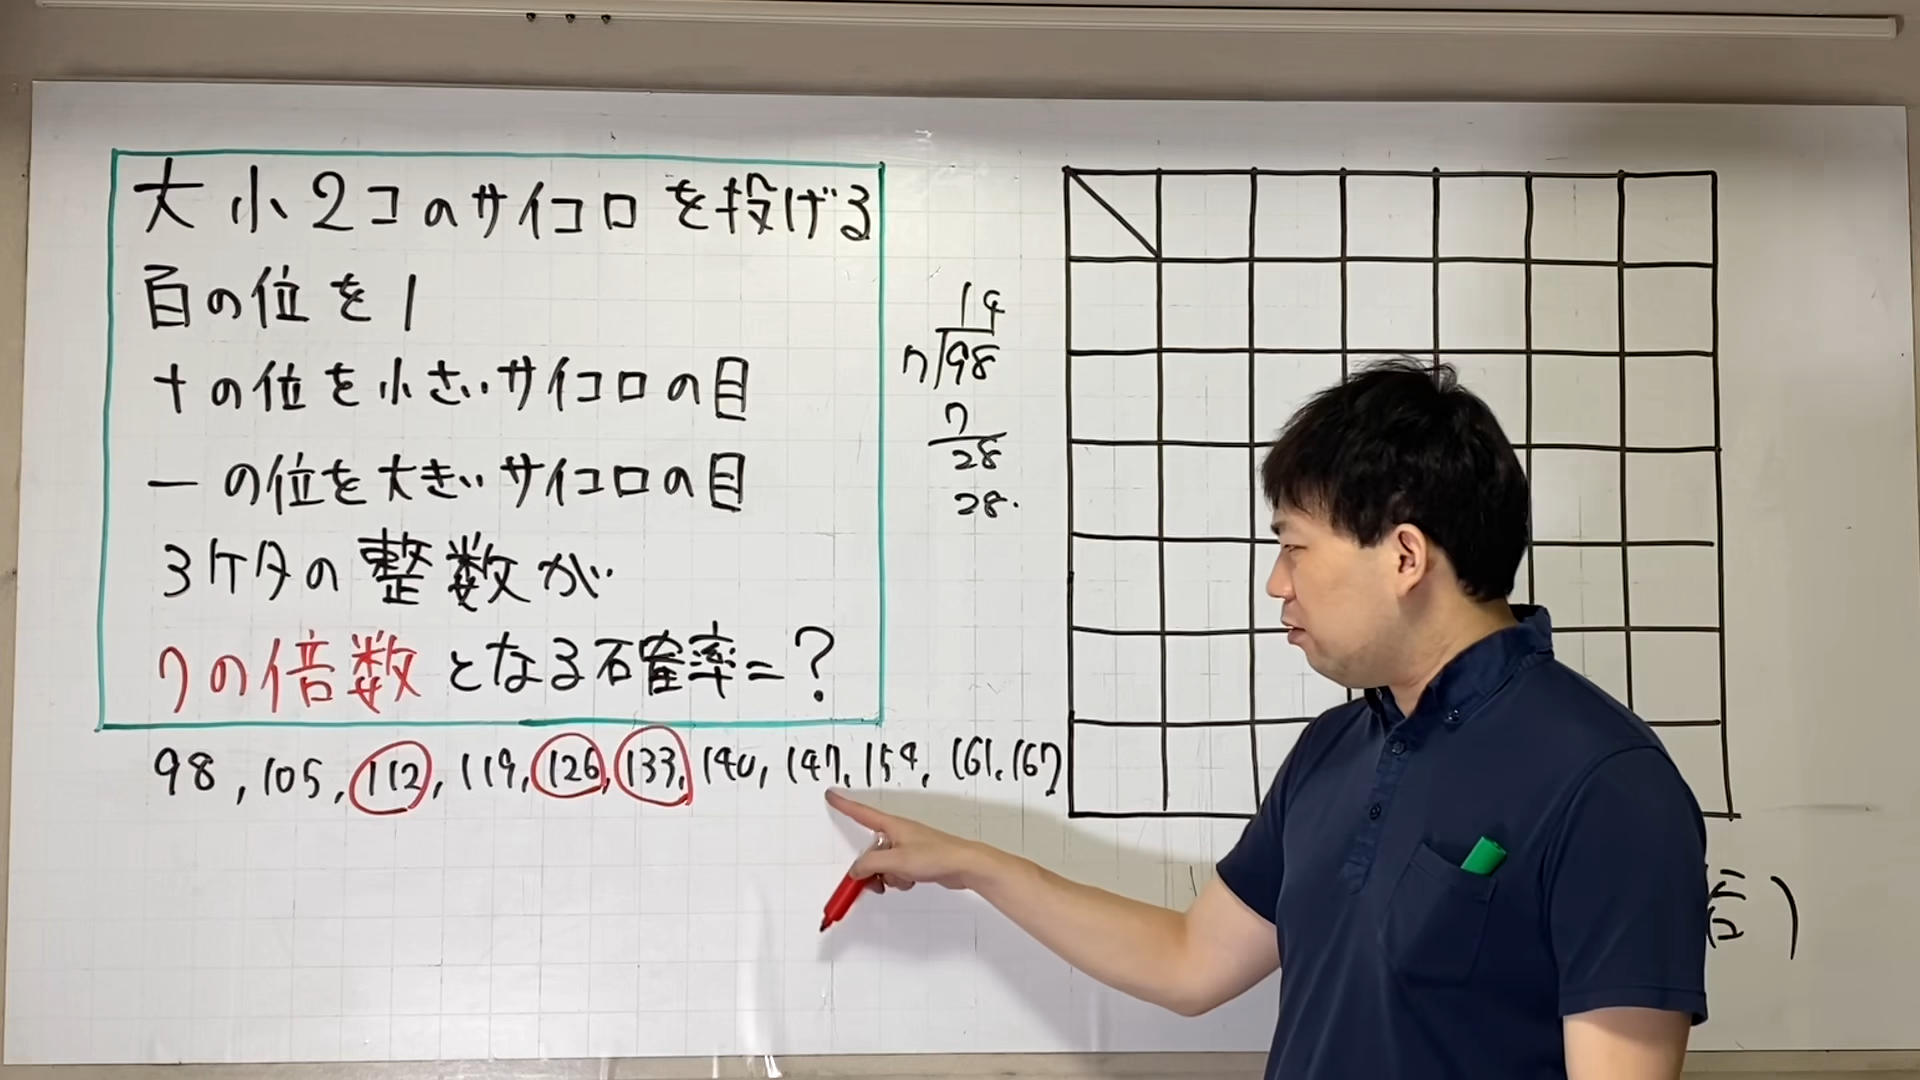 大小2コのサイコロを投げる
百の位を1
十の位を小さいサイコロの目
一の位を大きいサイコロの目
3ケタの整数が
7の倍数となる確率=?
98, 105, 112, 119, 126, 133, 140, 147, 154, 161, 167
14
7)98
7
28
28.
)